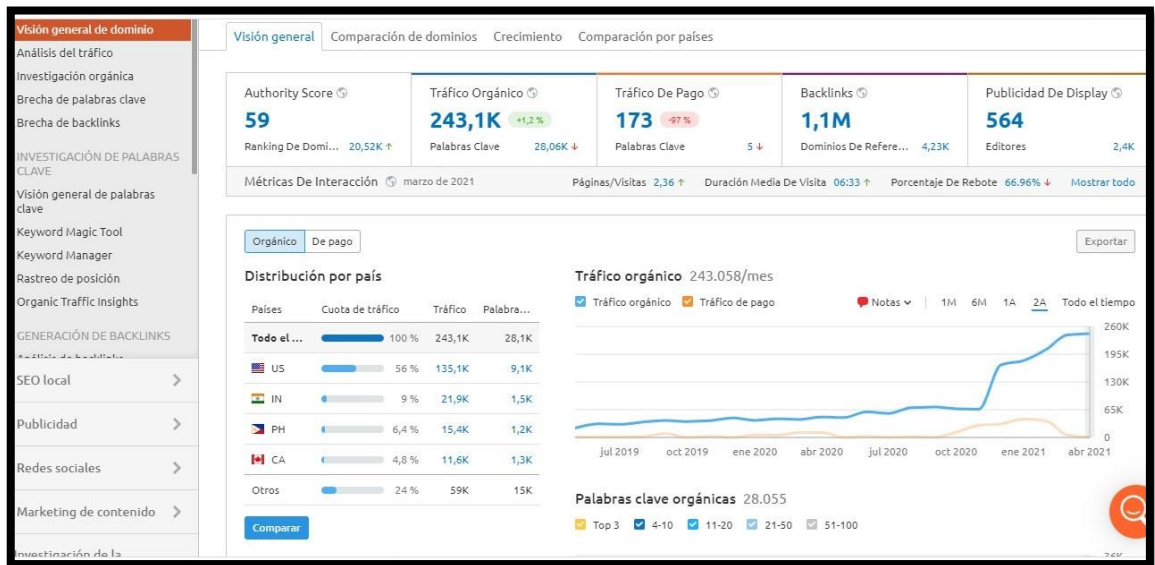 Visión general de dominio
Análisis del tráfico
Investigación orgánica
Brecha de palabras clave
Brecha de backlinks
INVESTIGACIÓN DE PALABRAS
CLAVE
Visión general de palabras
clave
Keyword Magic Tool
Keyword Manager
Rastreo de posición
Organic Traffic Insights
GENERACIÓN DE BACKLINKS
SEO local
Publicidad
Redes sociales
Marketing de contenido
Investigación de la
Visión general Comparación de dominios Crecimiento Comparación por países
Authority Score Tráfico Orgánico Tráfico De Pago Backlinks Publicidad De Display
59 243,1K +1,2 % 173 -97 % 1,1M 564
Ranking De Domi... 20,52K ↑ Palabras Clave 28,06K ↓ Palabras Clave 5 ↓ Dominios De Refere... 4,23K Editores 2,4K
Métricas De Interacción marzo de 2021 Páginas/Visitas 2,36 ↑ Duración Media De Visita 06:33 ↑ Porcentaje De Rebote 66.96% ↓ Mostrar todo
Orgánico De pago Exportar
Distribución por país
Países Cuota de tráfico Tráfico Palabra...
Todo el ... 100 % 243,1K 28,1K
US 56 % 135,1K 9,1K
IN 9 % 21,9K 1,5K
PH 6,4 % 15,4K 1,2K
CA 4,8 % 11,6K 1,3K
Otros 24 % 59K 15K
Comparar
Tráfico orgánico 243.058/mes
Tráfico orgánico Tráfico de pago Notas 1M 6M 1A 2A Todo el tiempo
260K
195K
130K
65K
0
jul 2019 oct 2019 ene 2020 abr 2020 jul 2020 oct 2020 ene 2021 abr 2021
Palabras clave orgánicas 28.055
Top 3 4-10 11-20 21-50 51-100